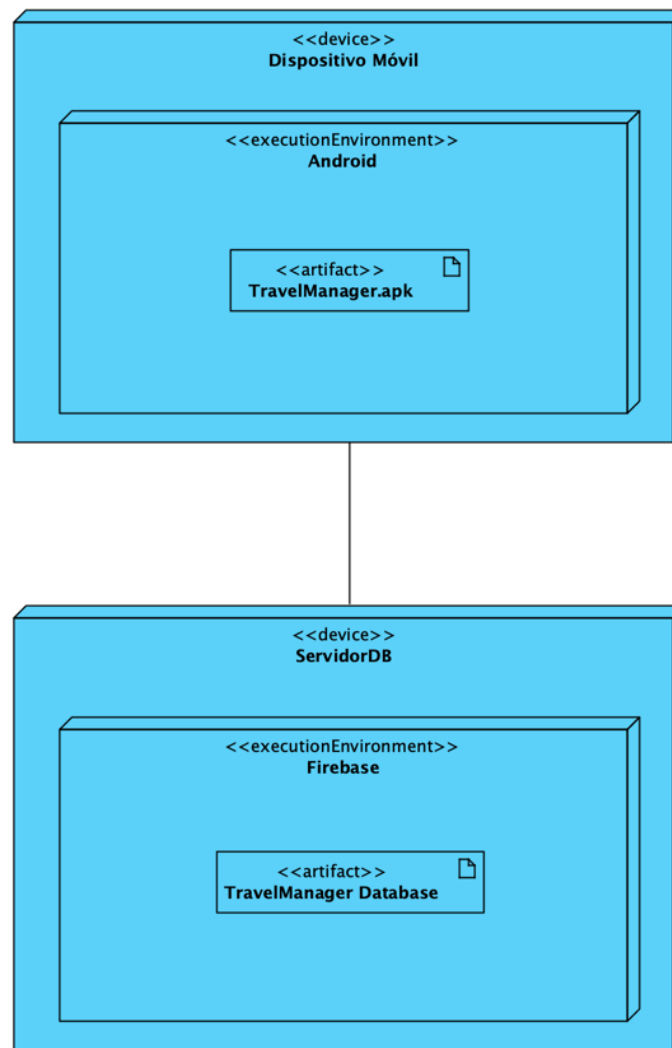 <<device>>
Dispositivo Móvil
<<executionEnvironment>>
Android
<<artifact>>
TravelManager.apk
<<device>>
ServidorDB
<<executionEnvironment>>
Firebase
<<artifact>>
TravelManager Database